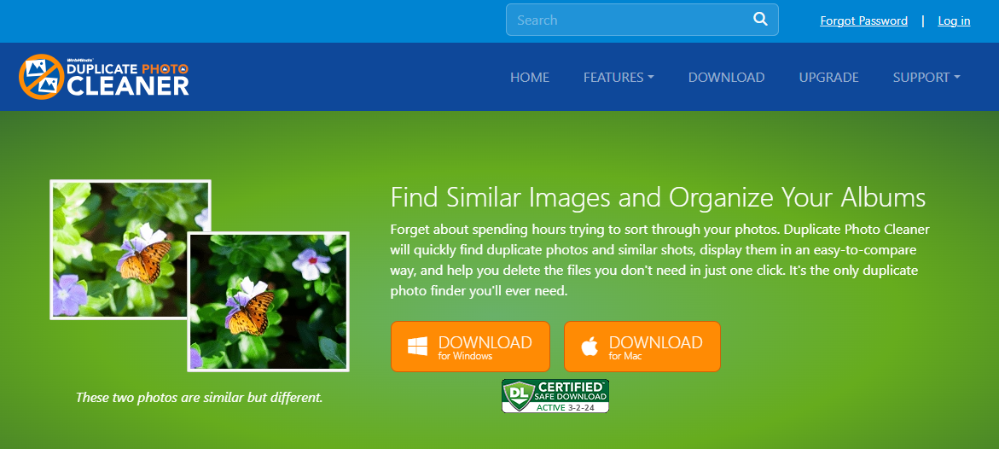 Search
Forgot Password | Log in
WebMinds
DUPLICATE PHOTO
CLEANER
HOME FEATURES DOWNLOAD UPGRADE SUPPORT
Find Similar Images and Organize Your Albums
Forget about spending hours trying to sort through your photos. Duplicate Photo Cleaner
will quickly find duplicate photos and similar shots, display them in an easy-to-compare
way, and help you delete the files you don't need in just one click. It's the only duplicate
photo finder you'll ever need.
DOWNLOAD
for Windows
DOWNLOAD
for Mac
DL CERTIFIED™
SAFE DOWNLOAD
ACTIVE 3-2-24
These two photos are similar but different.